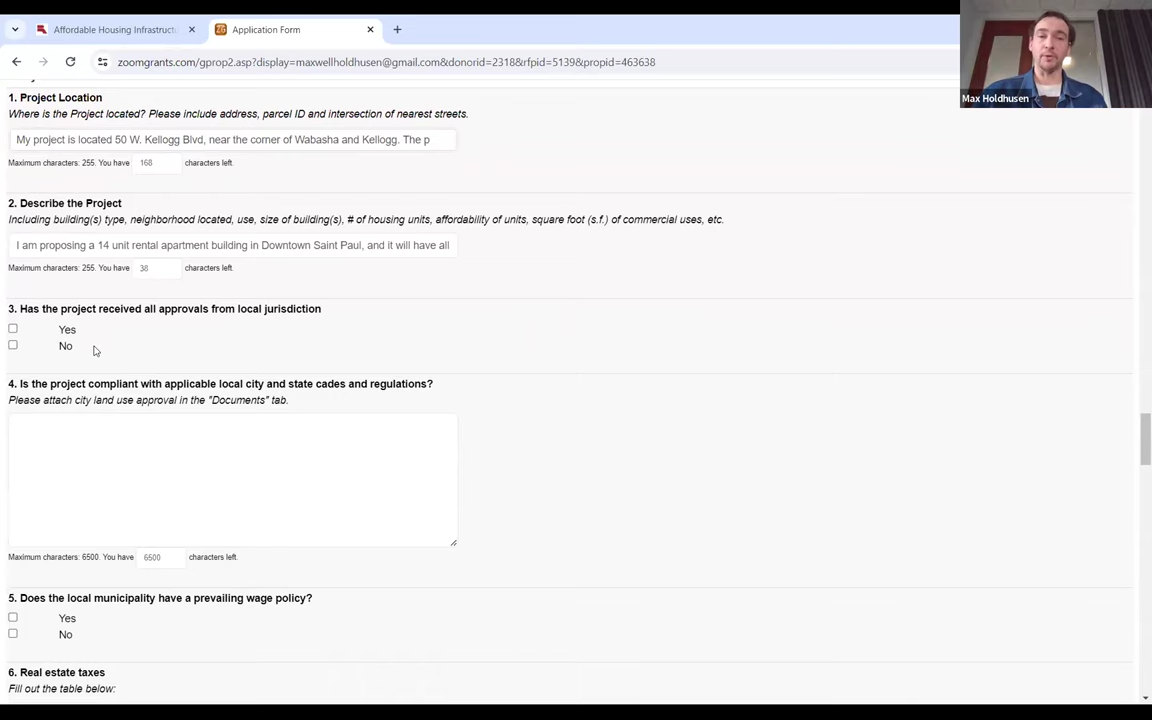 Affordable Housing Infrastruct
Application Form
zoomgrants.com/gprop2.asp?display=maxwellholdhusen@gmail.com&donorid=2318&rfpid=5139&propid=463638
Max Holdhusen
1. Project Location
Where is the Project located? Please include address, parcel ID and intersection of nearest streets.
My project is located 50 W. Kellogg Blvd, near the corner of Wabasha and Kellogg. The p
Maximum characters: 255. You have 168 characters left.
2. Describe the Project
Including building(s) type, neighborhood located, use, size of building(s), # of housing units, affordability of units, square foot (s.f.) of commercial uses, etc.
I am proposing a 14 unit rental apartment building in Downtown Saint Paul, and it will have all
Maximum characters: 255. You have 38 characters left.
3. Has the project received all approvals from local jurisdiction
Yes
No
4. Is the project compliant with applicable local city and state cades and regulations?
Please attach city land use approval in the "Documents" tab.
Maximum characters: 6500. You have 6500 characters left.
5. Does the local municipality have a prevailing wage policy?
Yes
No
6. Real estate taxes
Fill out the table below: